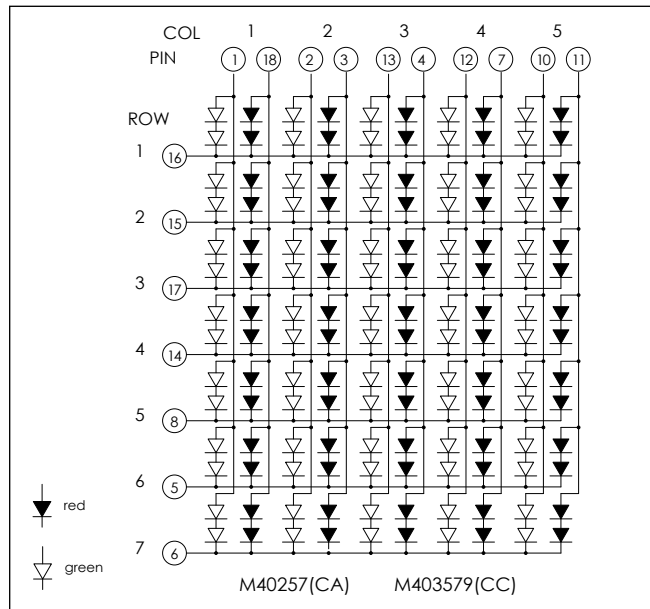 COL 1 2 3 4 5
PIN 1 18 2 3 13 4 12 7 10 11
ROW
1 16
2 15
3 17
4 14
5 8
6 5
red
7 6
green
M40257(CA) M403579(CC)